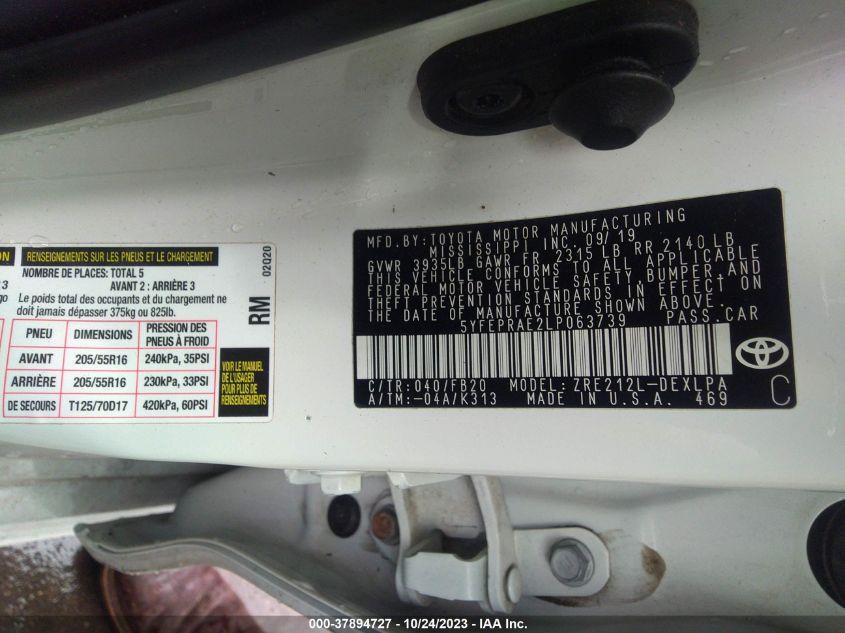 ION
RENSEIGNEMENTS SUR LES PNEUS ET LE CHARGEMENT
NOMBRE DE PLACES: TOTAL 5
AVANT 2 : ARRIÈRE 3
Le poids total des occupants et du chargement ne
doit jamais dépasser 375kg ou 825lb.
PNEU DIMENSIONS PRESSION DES PNEUS À FROID
AVANT 205/55R16 240kPa, 35PSI
ARRIÈRE 205/55R16 230kPa, 33PSI
DE SECOURS T125/70D17 420kPa, 60PSI
VOIR LE MANUEL
DE L'USAGER
POUR PLUS DE
RENSEIGNEMENTS
02Q20
RM
MFD.BY:TOYOTA MOTOR MANUFACTURING
MISSISSIPPI INC. 09/19
GVWR 3935LB GAWR FR 2315 LB RR 2140LB
THIS VEHICLE CONFORMS TO ALL APPLICABLE
FEDERAL MOTOR VEHICLE SAFETY, BUMPER, AND
THEFT PREVENTION STANDARDS IN EFFECT ON
THE DATE OF MANUFACTURE SHOWN ABOVE.
5YFEPRAE2LP063739 PASS.CAR
C/TR:040/FB20 MODEL:ZRE212L-DEXLPA
A/TM:-04A/K313 MADE IN U.S.A. 469
C
000-37894727 - 10/24/2023 - IAA Inc.